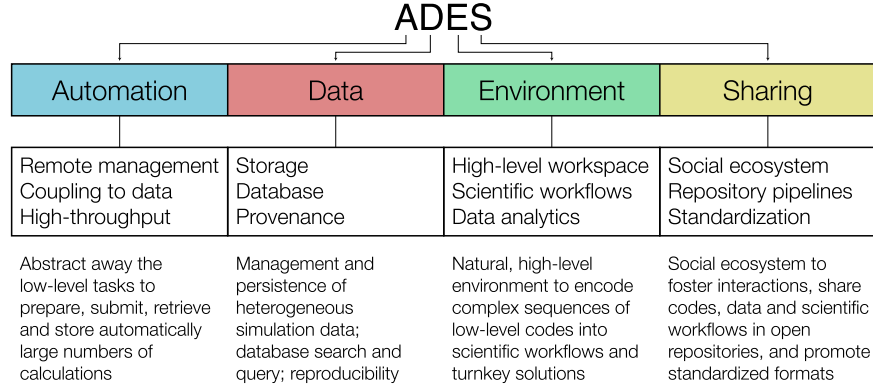 ADES
Automation
Data
Environment
Sharing
Remote management
Coupling to data
High-throughput
Storage
Database
Provenance
High-level workspace
Scientific workflows
Data analytics
Social ecosystem
Repository pipelines
Standardization
Abstract away the
low-level tasks to
prepare, submit, retrieve
and store automatically
large numbers of
calculations
Management and
persistence of
heterogeneous
simulation data;
database search and
query; reproducibility
Natural, high-level
environment to encode
complex sequences of
low-level codes into
scientific workflows and
turnkey solutions
Social ecosystem to
foster interactions, share
codes, data and scientific
workflows in open
repositories, and promote
standardized formats